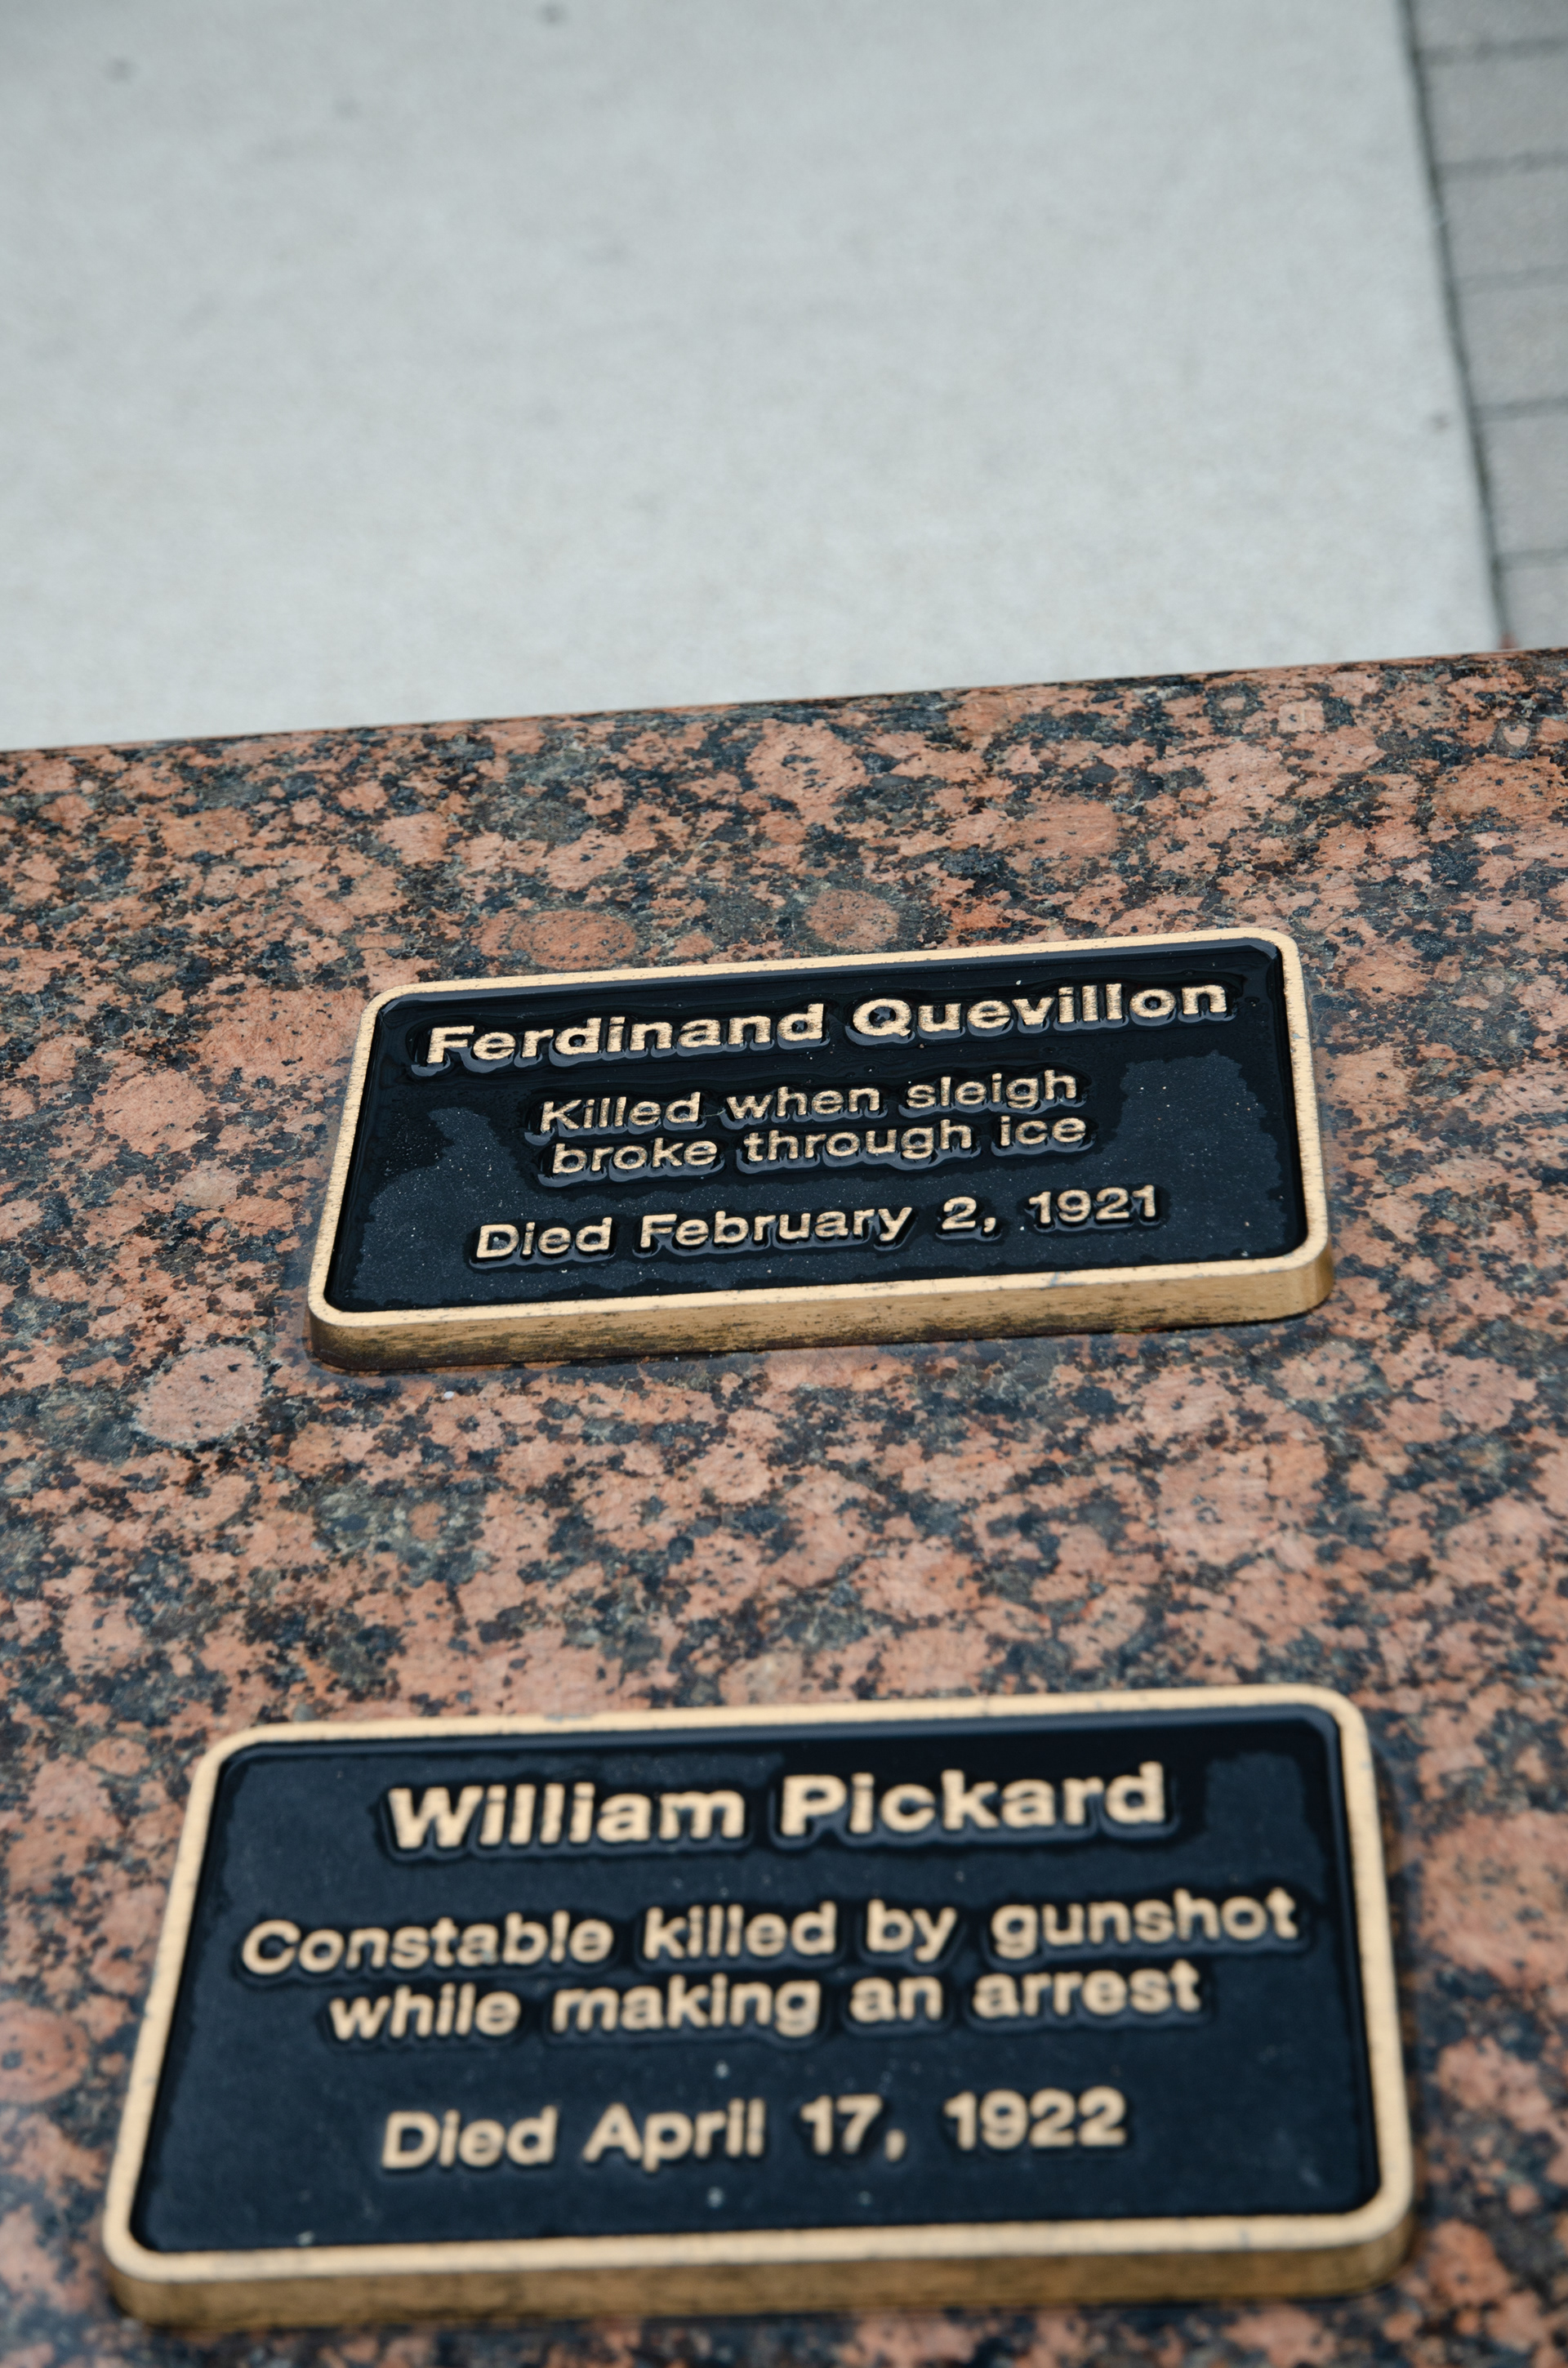 Ferdinand Quevillon
Killed when sleigh
broke through ice
Died February 2, 1921
William Pickard
Constable killed by gunshot
while making an arrest
Died April 17, 1922